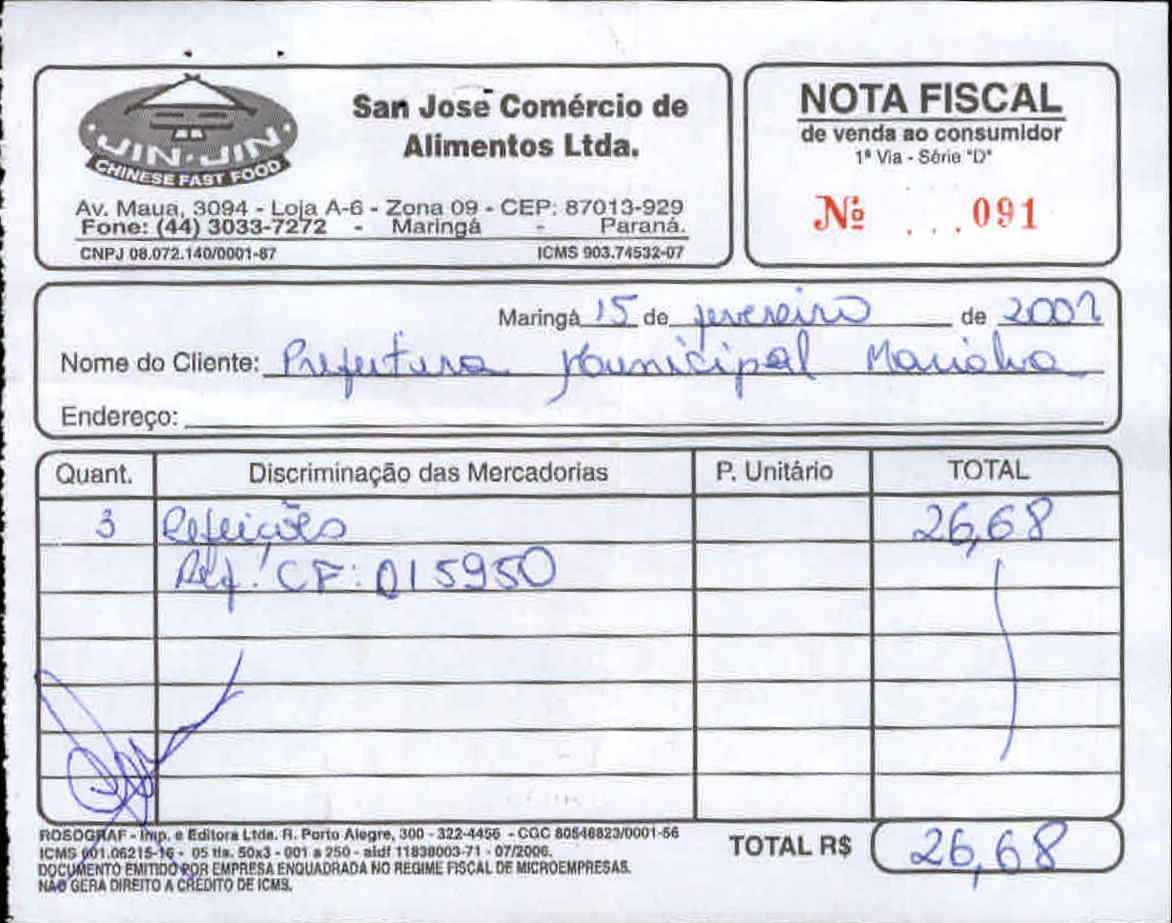 JIN-JIN
CHINESE FAST FOOD
San José Comércio de
Alimentos Ltda.
Av. Maua, 3094 - Loja A-6 - Zona 09 - CEP: 87013-929
Fone: (44) 3033-7272 - Maringá - Paraná.
CNPJ 08.072.140/0001-87 ICMS 903.74532-07
NOTA FISCAL
de venda ao consumidor
1ª Via - Série "D"
Nº ...091
Maringá 15 de fevereiro de 2007
Nome do Cliente: Prefeitura Municipal Marialva
Endereço:
Quant. Discriminação das Mercadorias P. Unitário TOTAL
3 Refeições 26,68
Ref. CF: 015950
ROSOGRAF - Imp. e Editora Ltda. R. Porto Alegre, 300 - 322-4456 - CGC 80546823/0001-56
ICMS 601.06215-16 - 05 tls. 50x3 - 001 a 250 - aidf 11838003-71 - 07/2006.
DOCUMENTO EMITIDO POR EMPRESA ENQUADRADA NO REGIME FISCAL DE MICROEMPRESAS.
NÃO GERA DIREITO A CRÉDITO DE ICMS.
TOTAL R$ 26,68